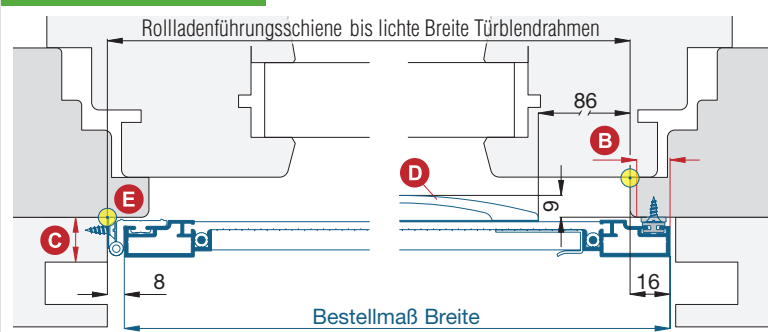 Rollladenführungsschiene bis lichte Breite Türblendrahmen
86
B
D
9
E
C
8
16
Bestellmaß Breite